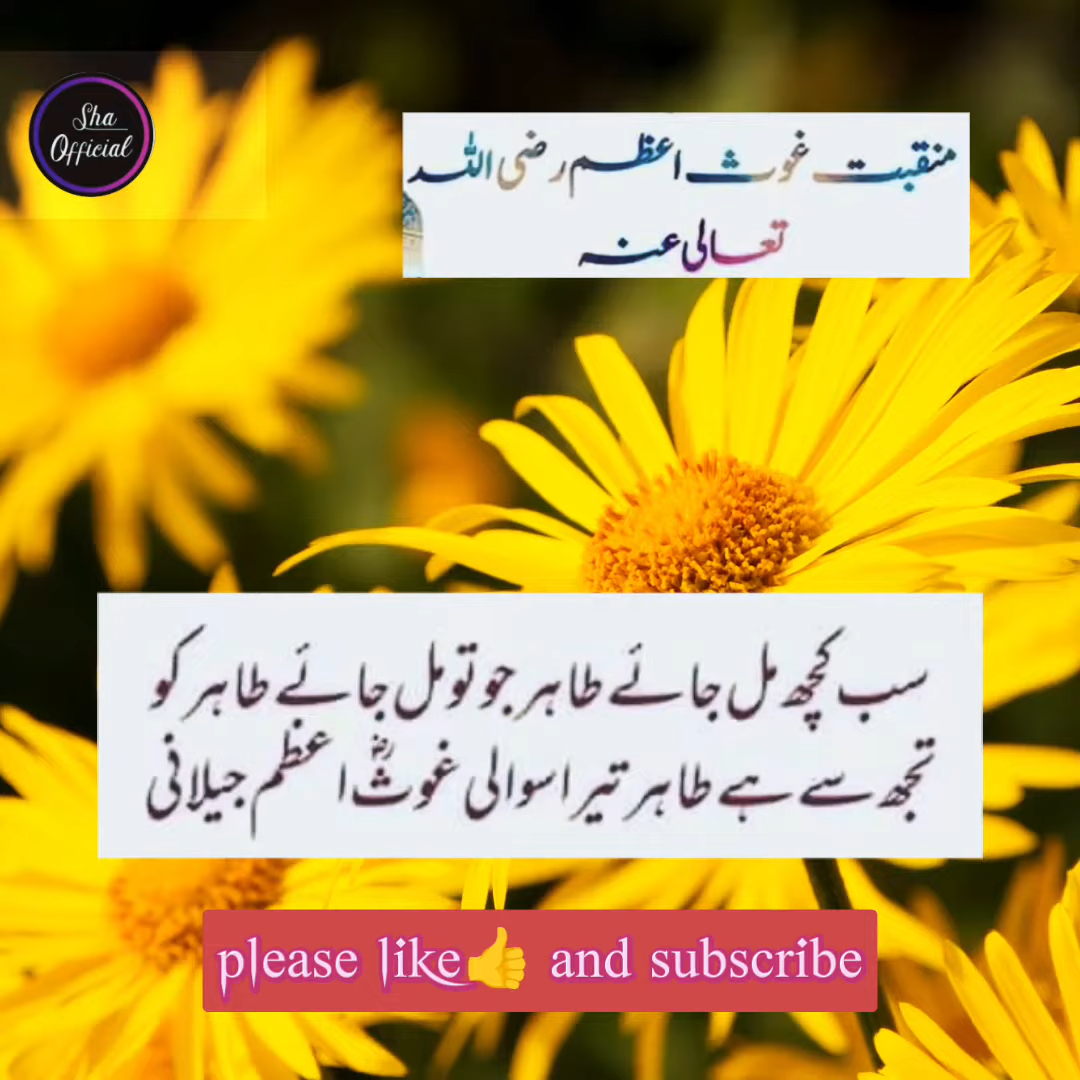 Sha
Official
منقبت غوث اعظم رضی اللہ
تعالی عنہ
سب کچھ مل جائے طاہر جو تو مل جائے طاہر کو
تجھ سے ہے طاہر تیرا سوالی غوثؓ اعظم جیلانی
please like👍 and subscribe